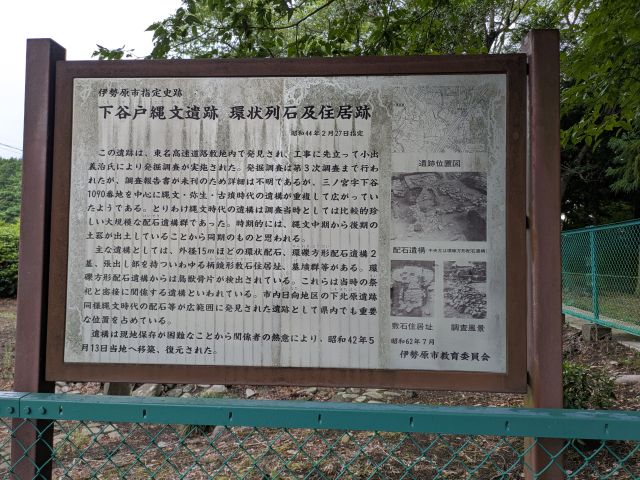 伊勢原市指定史跡
下谷戸縄文遺跡 環状列石及住居跡
昭和44年2月27日指定
この遺跡は、東名高速道路敷地内で発見され、工事に先立って小出
義治氏により発掘調査が実施された。発掘調査は第3次調査まで行わ
れたが、調査報告書が未刊のため詳細は不明であるが、三ノ宮字下谷
1090番地を中心に縄文・弥生・古墳時代の遺構が重複して広がってい
たようである。とりわけ縄文時代の遺構は調査当時としては比較的珍
しい大規模な配石遺構群であった。時期的には、縄文中期から後期の
土器が出土していることから同期のものと思われる。
主な遺構としては、外径15mほどの環状配石、環礫方形配石遺構2
基、張出し部を持ついわゆる柄鏡形敷石住居址、墓壙群等がある。環
礫方形配石遺構からは鳥獣骨片が検出されている。これらは当時の祭
祀と密接に関係する遺構といわれている。市内日向地区の下北原遺跡
同様縄文時代の配石等が広範囲に発見された遺跡として県内でも重要
な位置を占めている。
遺構は現地保存が困難なことから関係者の熱意により、昭和42年5
月13日当地へ移築、復元された。
遺跡位置図
配石遺構(中央左は環礫方形配石遺構)
敷石住居址
調査風景
昭和62年7月
伊勢原市教育委員会